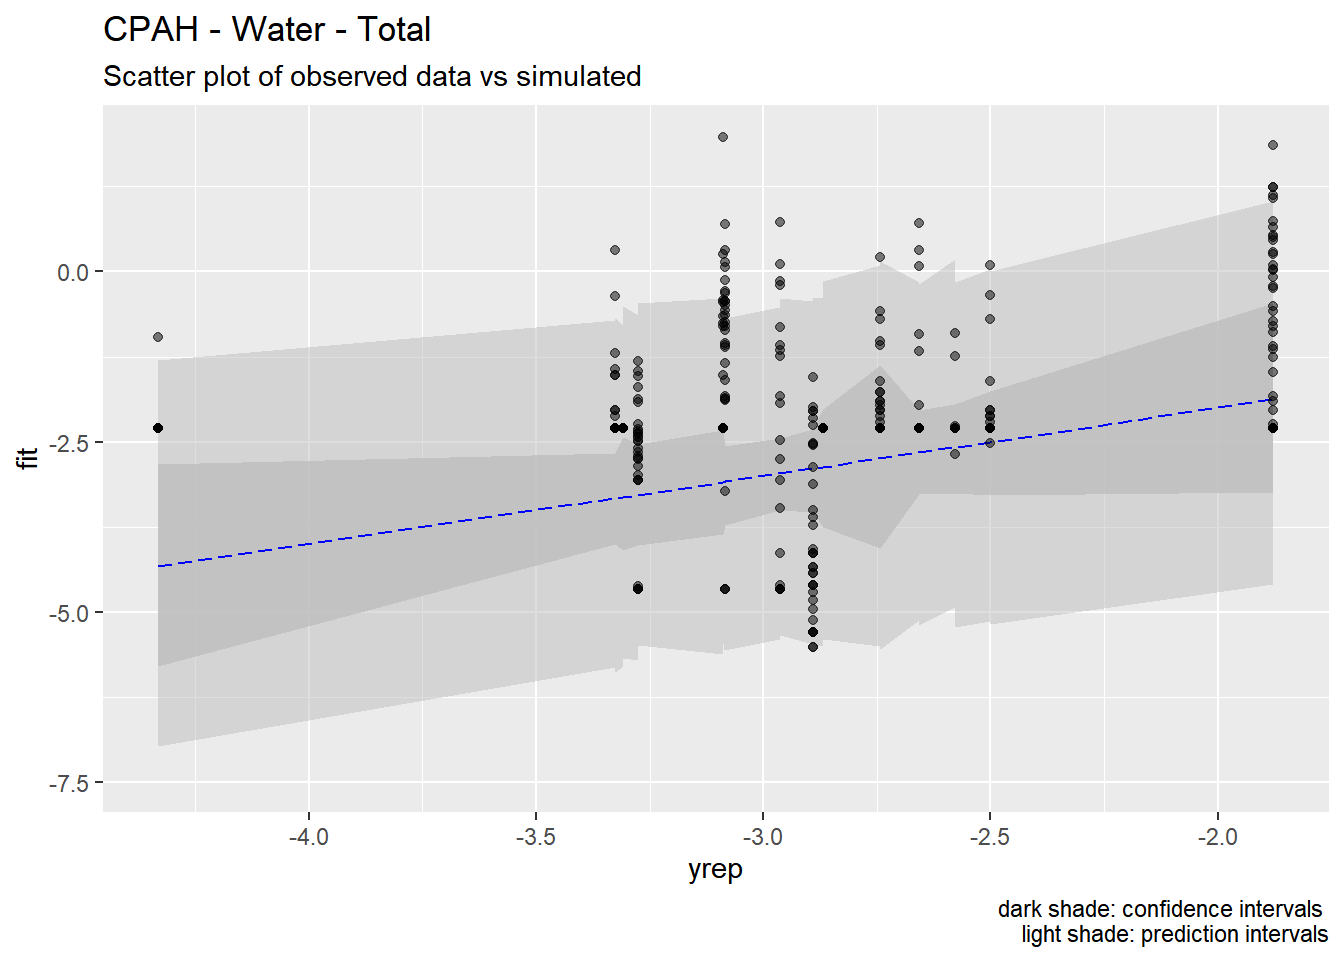 CPAH - Water - Total
Scatter plot of observed data vs simulated
fit
0.0
-2.5
-5.0
-7.5
-4.0 -3.5 -3.0 -2.5 -2.0
yrep
dark shade: confidence intervals
light shade: prediction intervals